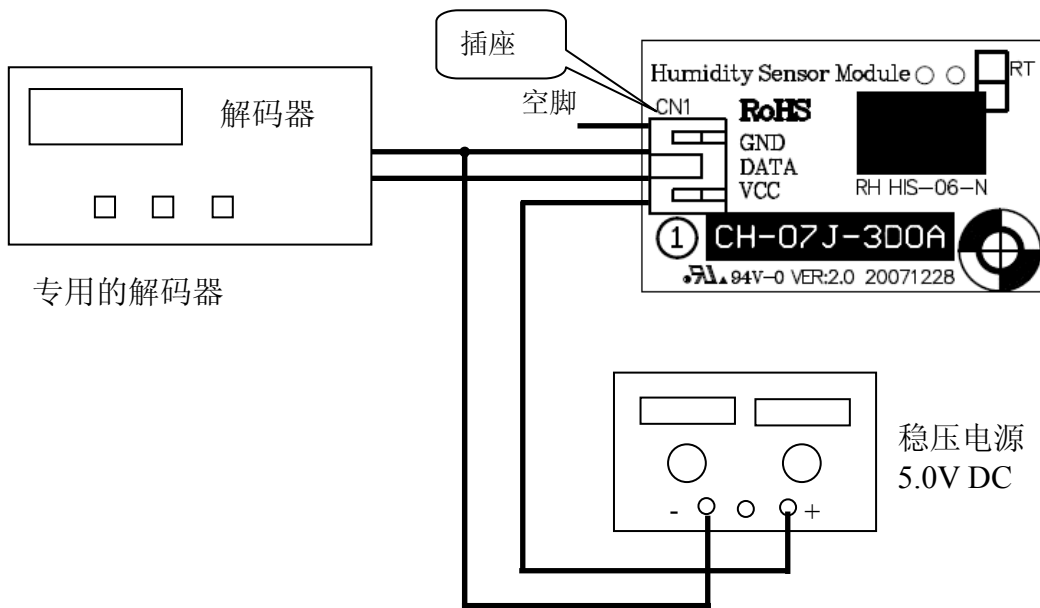 插座
解码器
空脚
专用的解码器
Humidity Sensor Module
RT
CN1
RoHS
GND
DATA
VCC
RH HIS-06-N
1 CH-07J-3D0A
94V-0 VER:2.0 20071228
稳压电源
5.0V DC
- +